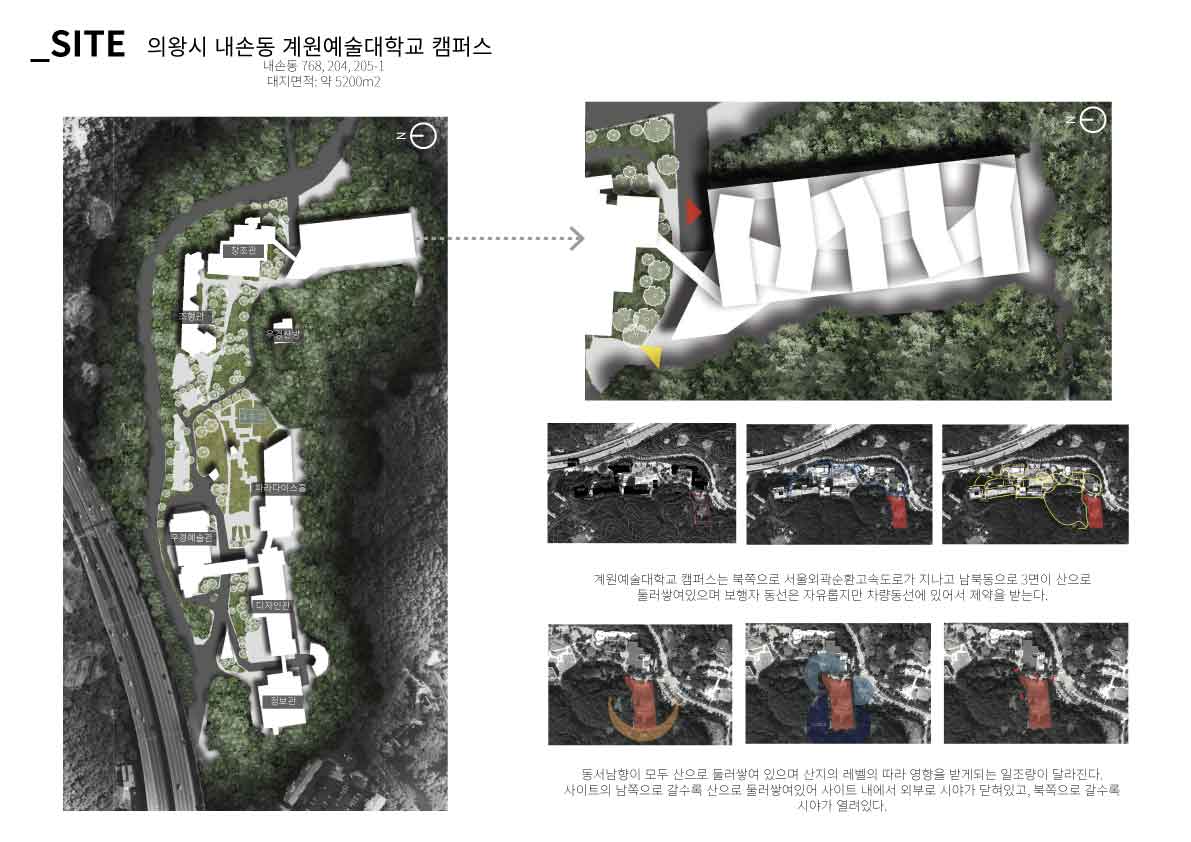 _SITE 의왕시 내손동 계원예술대학교 캠퍼스
내손동 768, 204, 205-1
대지면적: 약 5200m2
N
N
창조관
조형관
우경산방
파라다이스홀
우경예술관
디자인관
정보관
계원예술대학교 캠퍼스는 북쪽으로 서울외곽순환고속도로가 지나고 남북동으로 3면이 산으로
둘러쌓여있으며 보행자 동선은 자유롭지만 차량동선에 있어서 제약을 받는다.
동서남향이 모두 산으로 둘러쌓여 있으며 산지의 레벨의 따라 영향을 받게되는 일조량이 달라진다.
사이트의 남쪽으로 갈수록 산으로 둘러쌓여있어 사이트 내에서 외부로 시야가 닫혀있고, 북쪽으로 갈수록
시야가 열려있다.